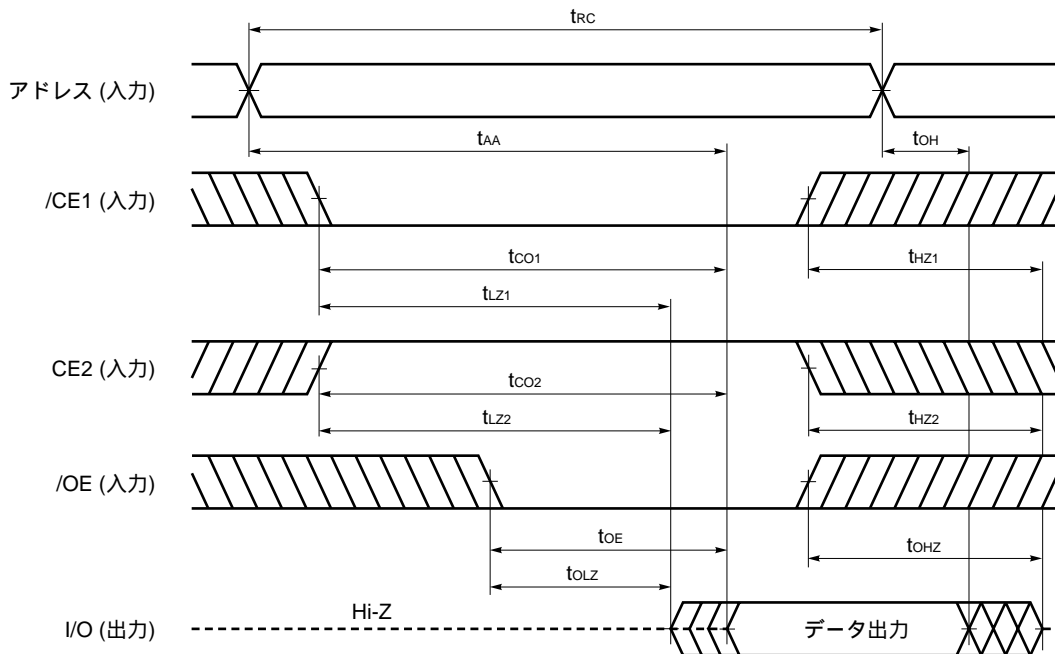 tRC
アドレス (入力)
tAA
tOH
/CE1 (入力)
tCO1
tHZ1
tLZ1
CE2 (入力)
tCO2
tLZ2
tHZ2
/OE (入力)
tOE
tOHZ
tOLZ
Hi-Z
I/O (出力)
データ出力